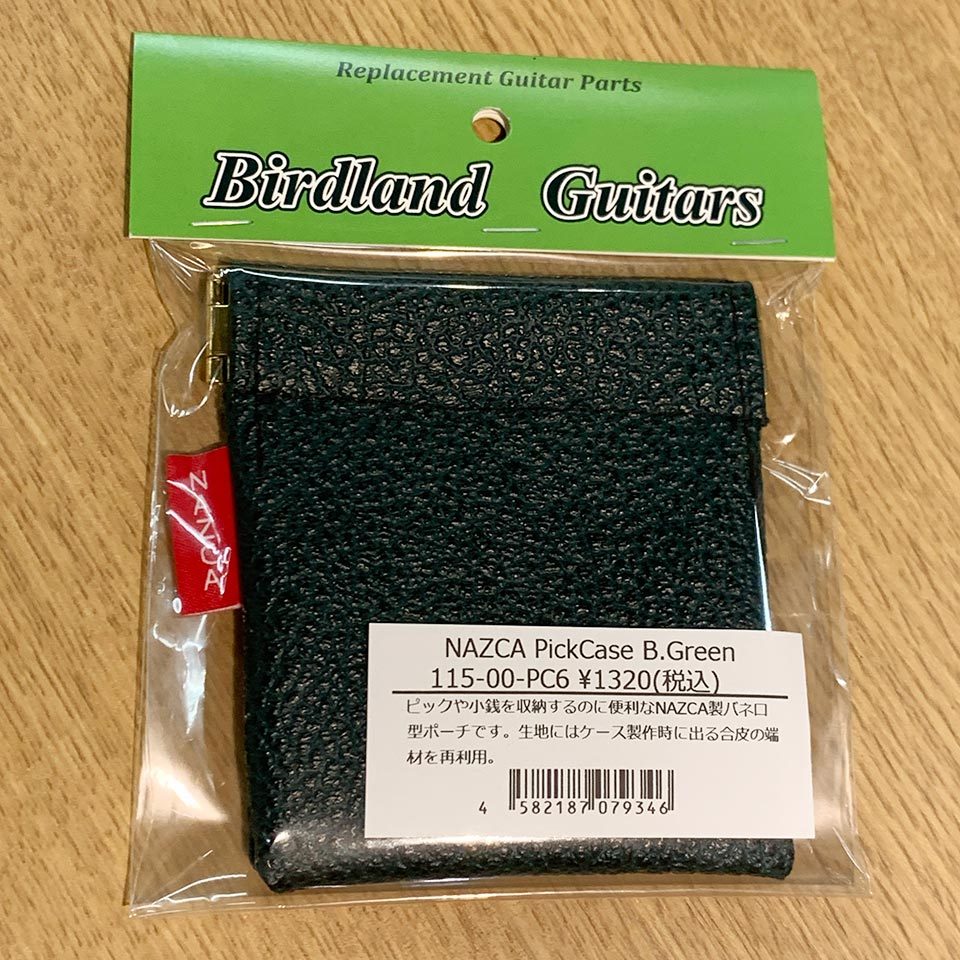 Replacement Guitar Parts
Birdland Guitars
NAZCA
NAZCA PickCase B.Green
115-00-PC6 ¥1320(税込)
ピックや小銭を収納するのに便利なNAZCA製バネ口
型ポーチです。生地にはケース製作時に出る合皮の端
材を再利用。
4 582187 079346